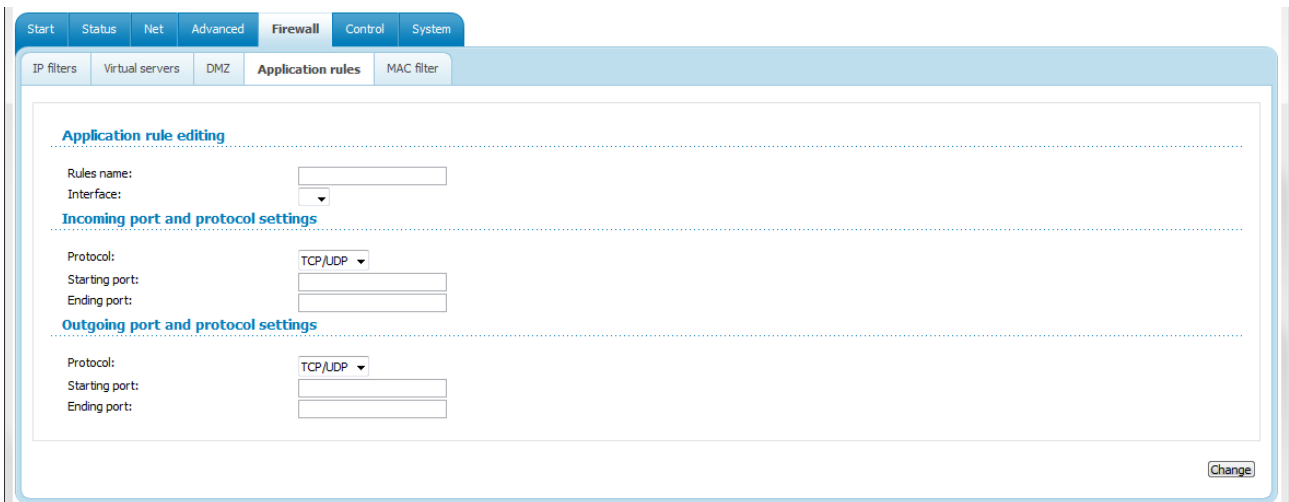 Start Status Net Advanced Firewall Control System
IP filters Virtual servers DMZ Application rules MAC filter
Application rule editing
Rules name:
Interface:
Incoming port and protocol settings
Protocol: TCP/UDP
Starting port:
Ending port:
Outgoing port and protocol settings
Protocol: TCP/UDP
Starting port:
Ending port:
Change